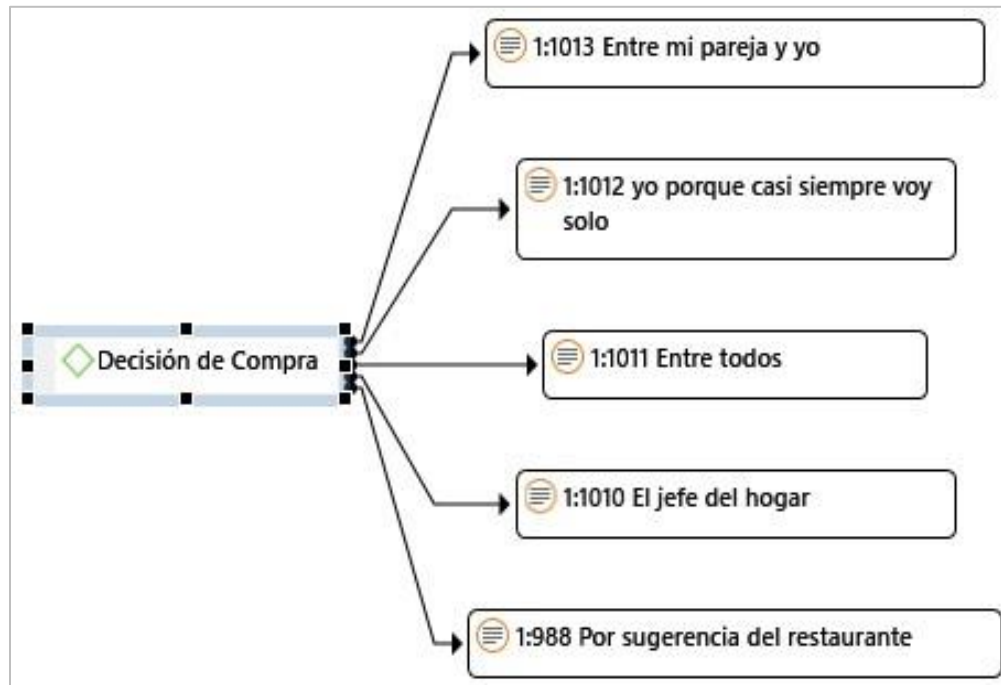 1:1013 Entre mi pareja y yo
1:1012 yo porque casi siempre voy
solo
Decisión de Compra
1:1011 Entre todos
1:1010 El jefe del hogar
1:988 Por sugerencia del restaurante